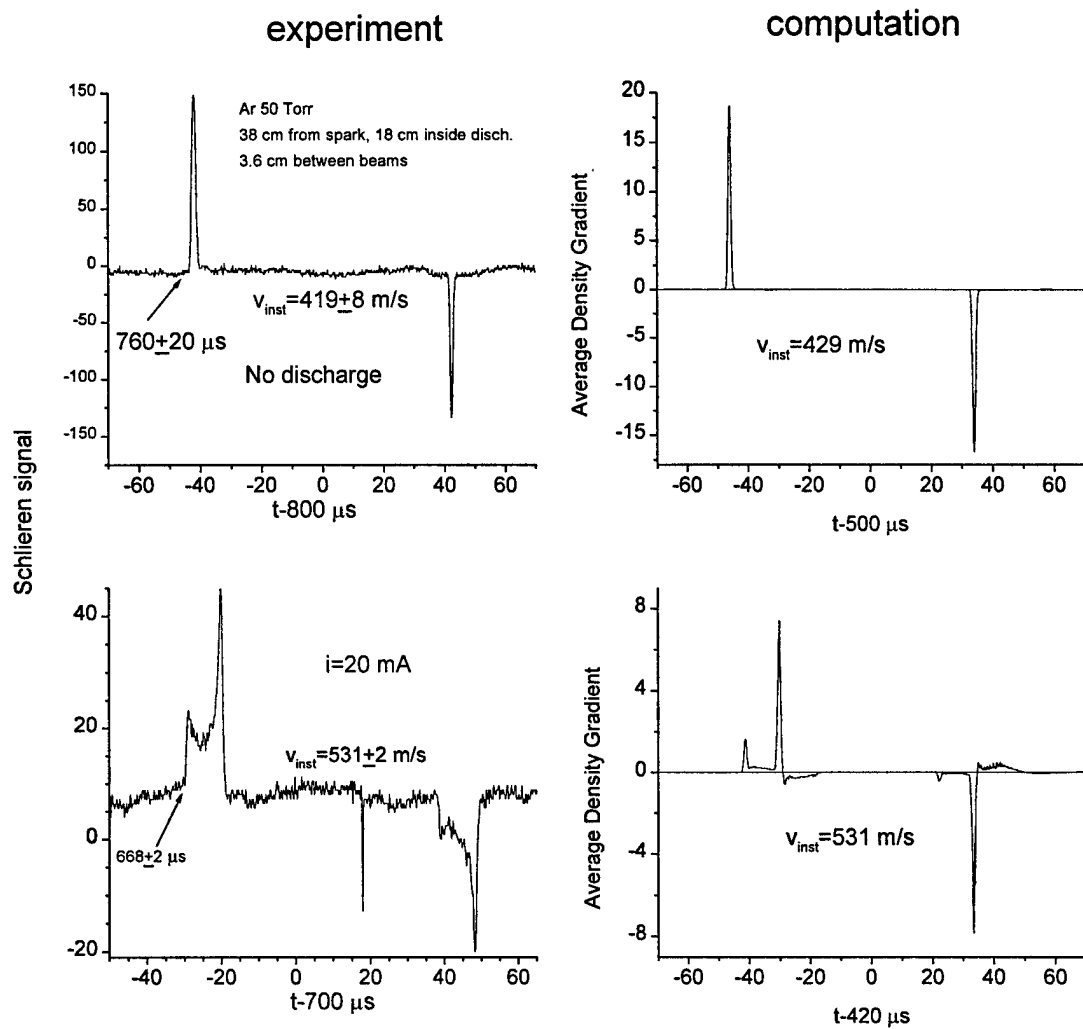 experiment
computation
Schlieren signal
150
100
50
0
-50
-100
-150
Ar 50 Torr
38 cm from spark, 18 cm inside disch.
3.6 cm between beams
v_inst=419±8 m/s
760±20 μs
No discharge
-60 -40 -20 0 20 40 60
t-800 μs
Average Density Gradient
20
15
10
5
0
-5
-10
-15
v_inst=429 m/s
-60 -40 -20 0 20 40 60
t-500 μs
40
20
0
-20
i=20 mA
v_inst=531±2 m/s
668±2 μs
-40 -20 0 20 40 60
t-700 μs
Average Density Gradient
8
4
0
-4
-8
v_inst=531 m/s
-60 -40 -20 0 20 40 60
t-420 μs